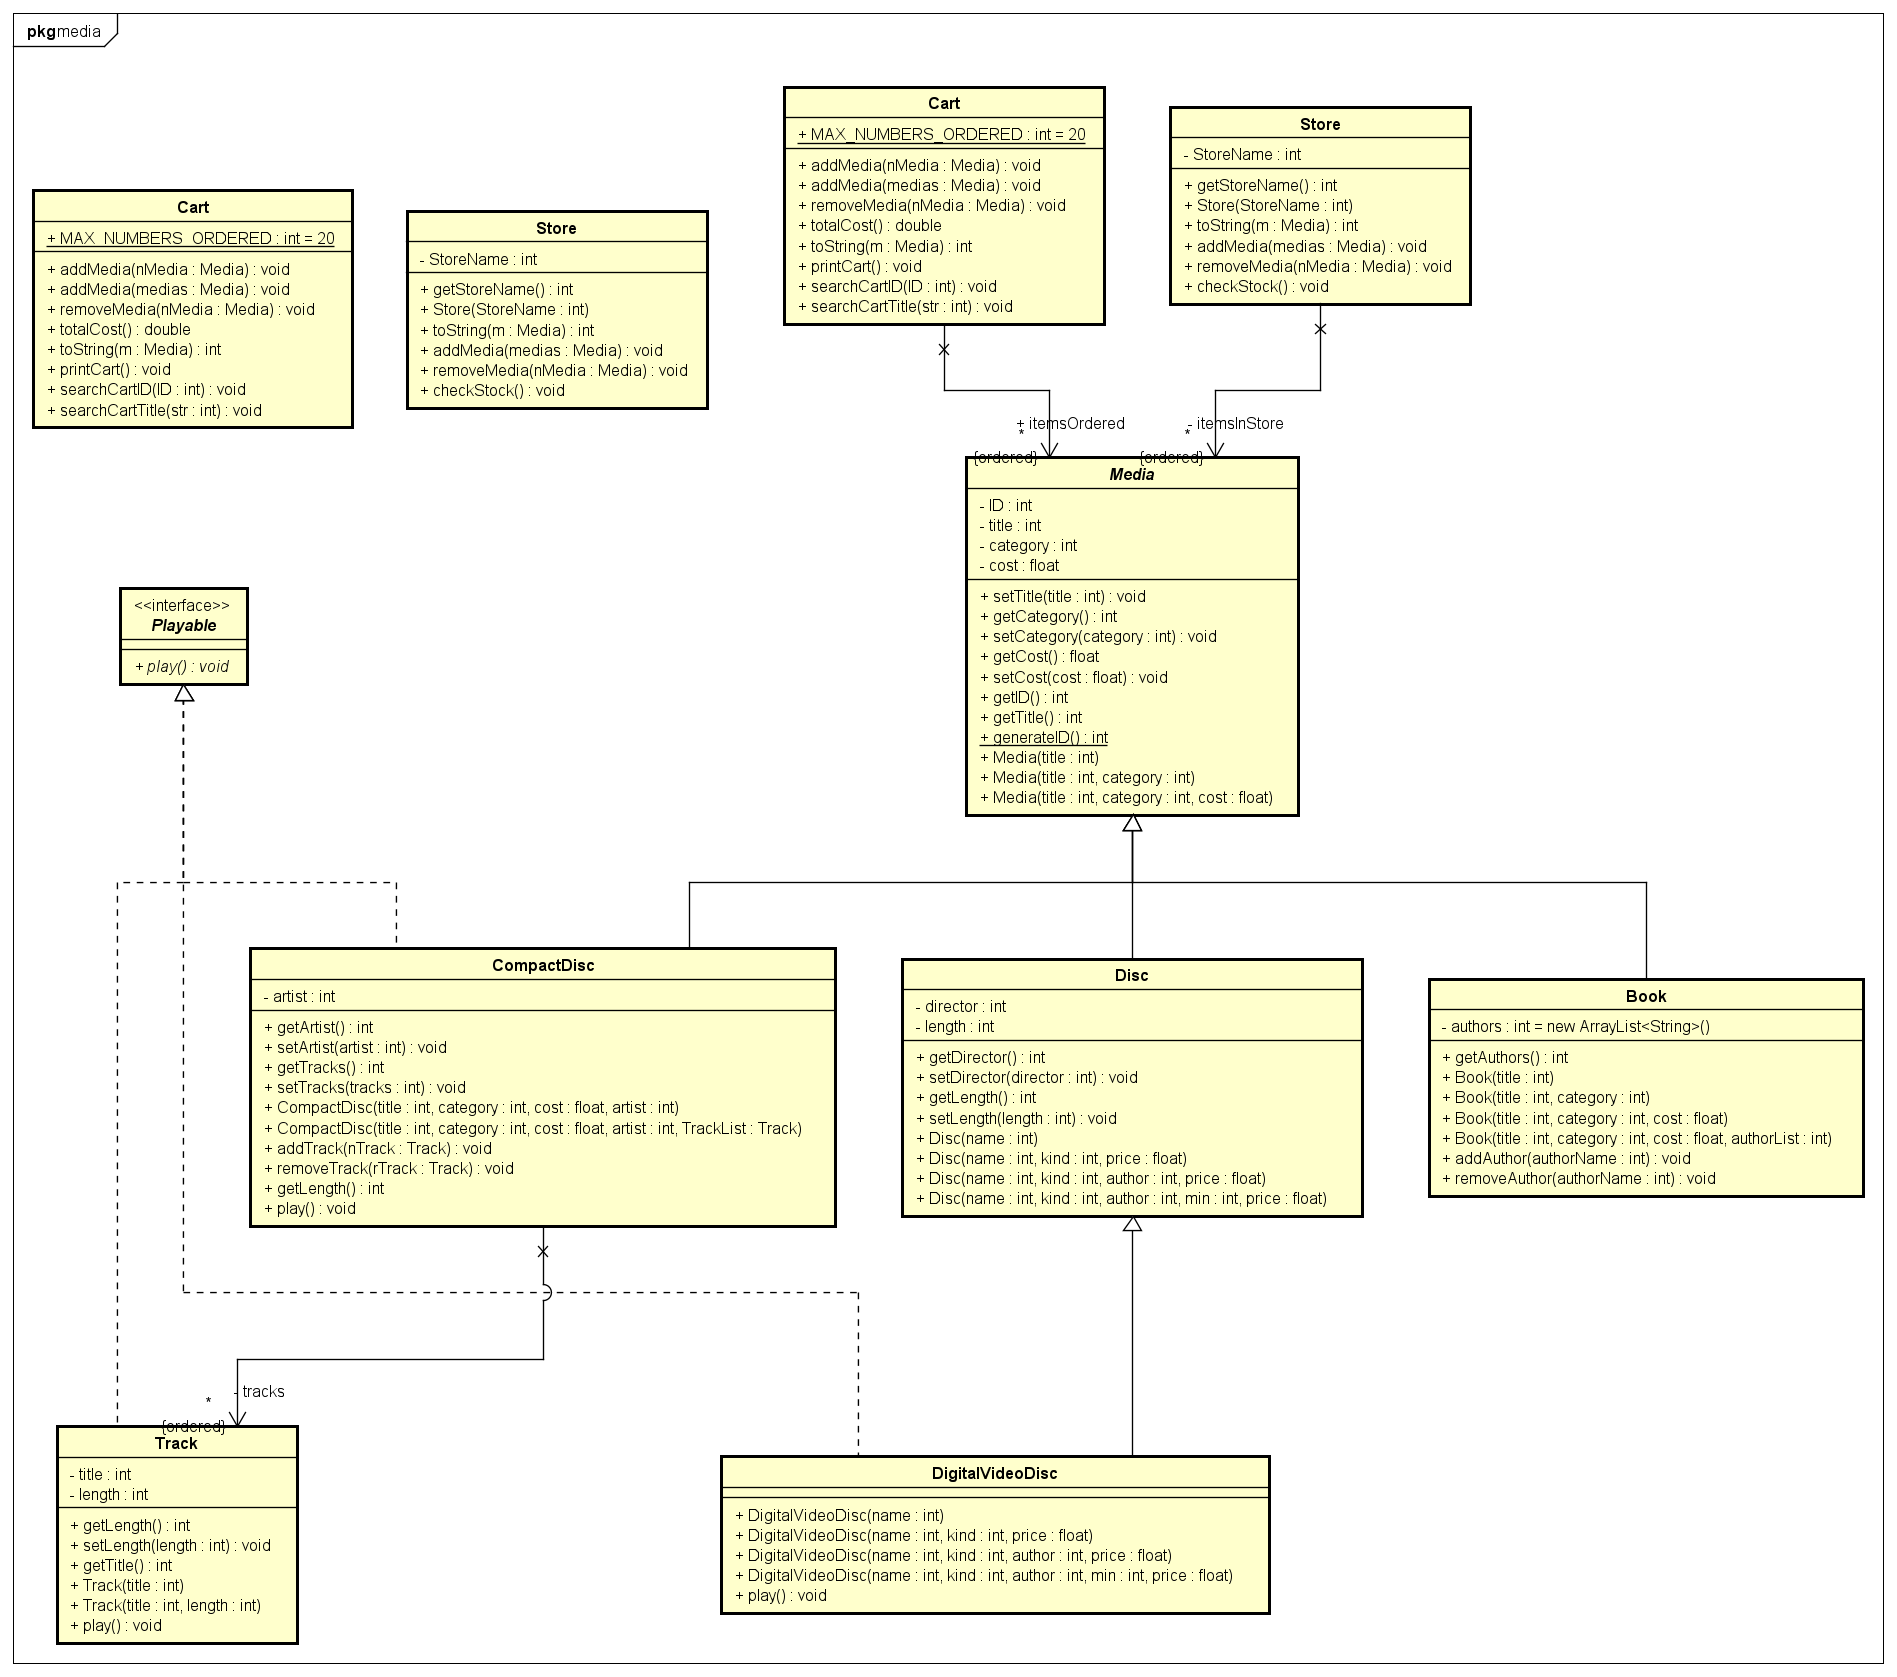 pkg media
Cart
+ MAX_NUMBERS_ORDERED : int = 20
+ addMedia(nMedia : Media) : void
+ addMedia(medias : Media) : void
+ removeMedia(nMedia : Media) : void
+ totalCost() : double
+ toString(m : Media) : int
+ printCart() : void
+ searchCartID(ID : int) : void
+ searchCartTitle(str : int) : void
Store
- StoreName : int
+ getStoreName() : int
+ Store(StoreName : int)
+ toString(m : Media) : int
+ addMedia(medias : Media) : void
+ removeMedia(nMedia : Media) : void
+ checkStock() : void
Cart
+ MAX_NUMBERS_ORDERED : int = 20
+ addMedia(nMedia : Media) : void
+ addMedia(medias : Media) : void
+ removeMedia(nMedia : Media) : void
+ totalCost() : double
+ toString(m : Media) : int
+ printCart() : void
+ searchCartID(ID : int) : void
+ searchCartTitle(str : int) : void
Store
- StoreName : int
+ getStoreName() : int
+ Store(StoreName : int)
+ toString(m : Media) : int
+ addMedia(medias : Media) : void
+ removeMedia(nMedia : Media) : void
+ checkStock() : void
+ itemsOrdered
*
{ordered}
- itemsInStore
*
{ordered}
Media
- ID : int
- title : int
- category : int
- cost : float
+ setTitle(title : int) : void
+ getCategory() : int
+ setCategory(category : int) : void
+ getCost() : float
+ setCost(cost : float) : void
+ getID() : int
+ getTitle() : int
+ generateID() : int
+ Media(title : int)
+ Media(title : int, category : int)
+ Media(title : int, category : int, cost : float)
<<interface>>
Playable
+ play() : void
CompactDisc
- artist : int
+ getArtist() : int
+ setArtist(artist : int) : void
+ getTracks() : int
+ setTracks(tracks : int) : void
+ CompactDisc(title : int, category : int, cost : float, artist : int)
+ CompactDisc(title : int, category : int, cost : float, artist : int, TrackList : Track)
+ addTrack(nTrack : Track) : void
+ removeTrack(rTrack : Track) : void
+ getLength() : int
+ play() : void
Disc
- director : int
- length : int
+ getDirector() : int
+ setDirector(director : int) : void
+ getLength() : int
+ setLength(length : int) : void
+ Disc(name : int)
+ Disc(name : int, kind : int, price : float)
+ Disc(name : int, kind : int, author : int, price : float)
+ Disc(name : int, kind : int, author : int, min : int, price : float)
Book
- authors : int = new ArrayList<String>()
+ getAuthors() : int
+ Book(title : int)
+ Book(title : int, category : int)
+ Book(title : int, category : int, cost : float)
+ Book(title : int, category : int, cost : float, authorList : int)
+ addAuthor(authorName : int) : void
+ removeAuthor(authorName : int) : void
- tracks
*
{ordered}
Track
- title : int
- length : int
+ getLength() : int
+ setLength(length : int) : void
+ getTitle() : int
+ Track(title : int)
+ Track(title : int, length : int)
+ play() : void
DigitalVideoDisc
+ DigitalVideoDisc(name : int)
+ DigitalVideoDisc(name : int, kind : int, price : float)
+ DigitalVideoDisc(name : int, kind : int, author : int, price : float)
+ DigitalVideoDisc(name : int, kind : int, author : int, min : int, price : float)
+ play() : void